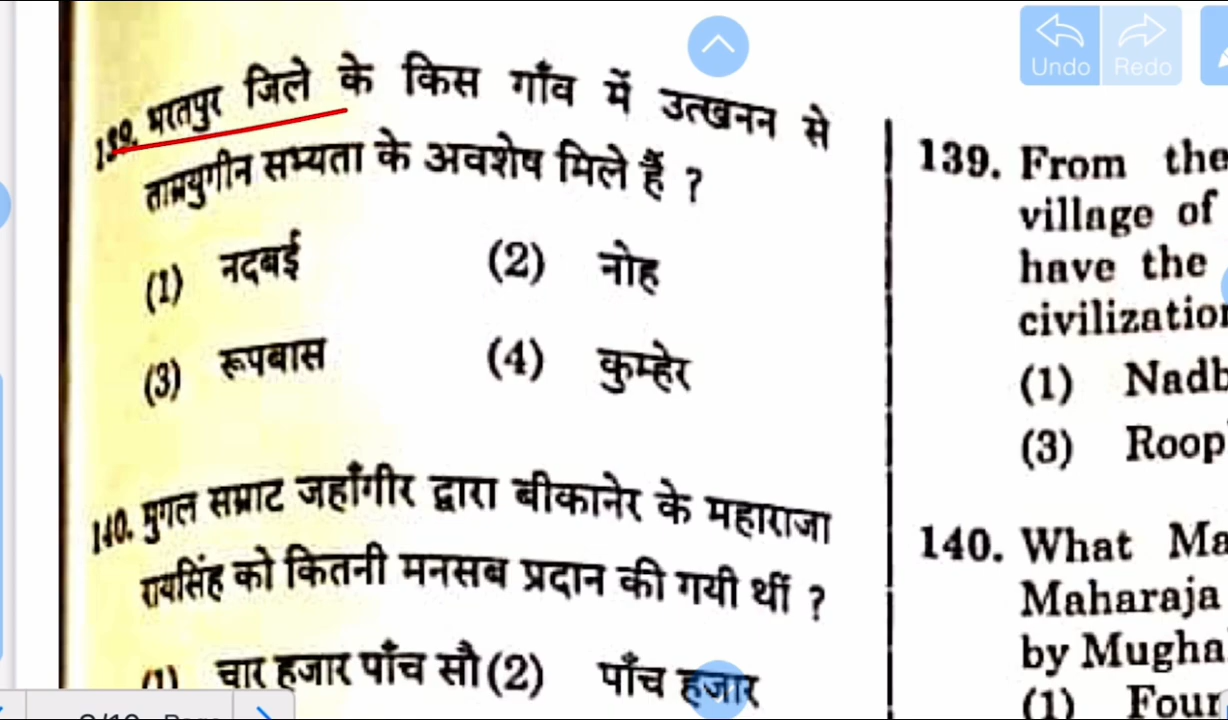 Undo Redo
139. भरतपुर जिले के किस गाँव में उत्खनन से
ताम्रयुगीन सभ्यता के अवशेष मिले हैं ?
(1) नदबई (2) नोह
(3) रूपबास (4) कुम्हेर
140. मुगल सम्राट जहाँगीर द्वारा बीकानेर के महाराजा
रायसिंह को कितनी मनसब प्रदान की गयी थीं ?
(1) चार हजार पाँच सौ (2) पाँच हजार
139. From the
village of
have the
civilization
(1) Nadb
(3) Roop
140. What Ma
Maharaja
by Mugha
(1) Four